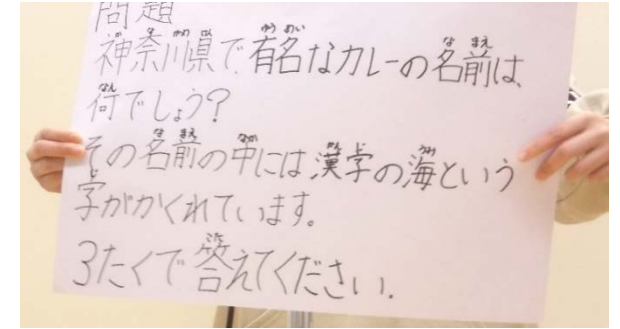 問題
神奈川県で有名なカレーの名前は、
何でしょう?
その名前の中には漢字の海という
字がかくれています。
3たくで答えてください.